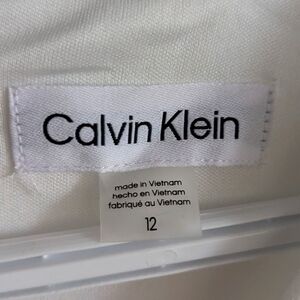 Calvin Klein
made in Vietnam
hecho en Vietnam
fabriqué au Vietnam
12